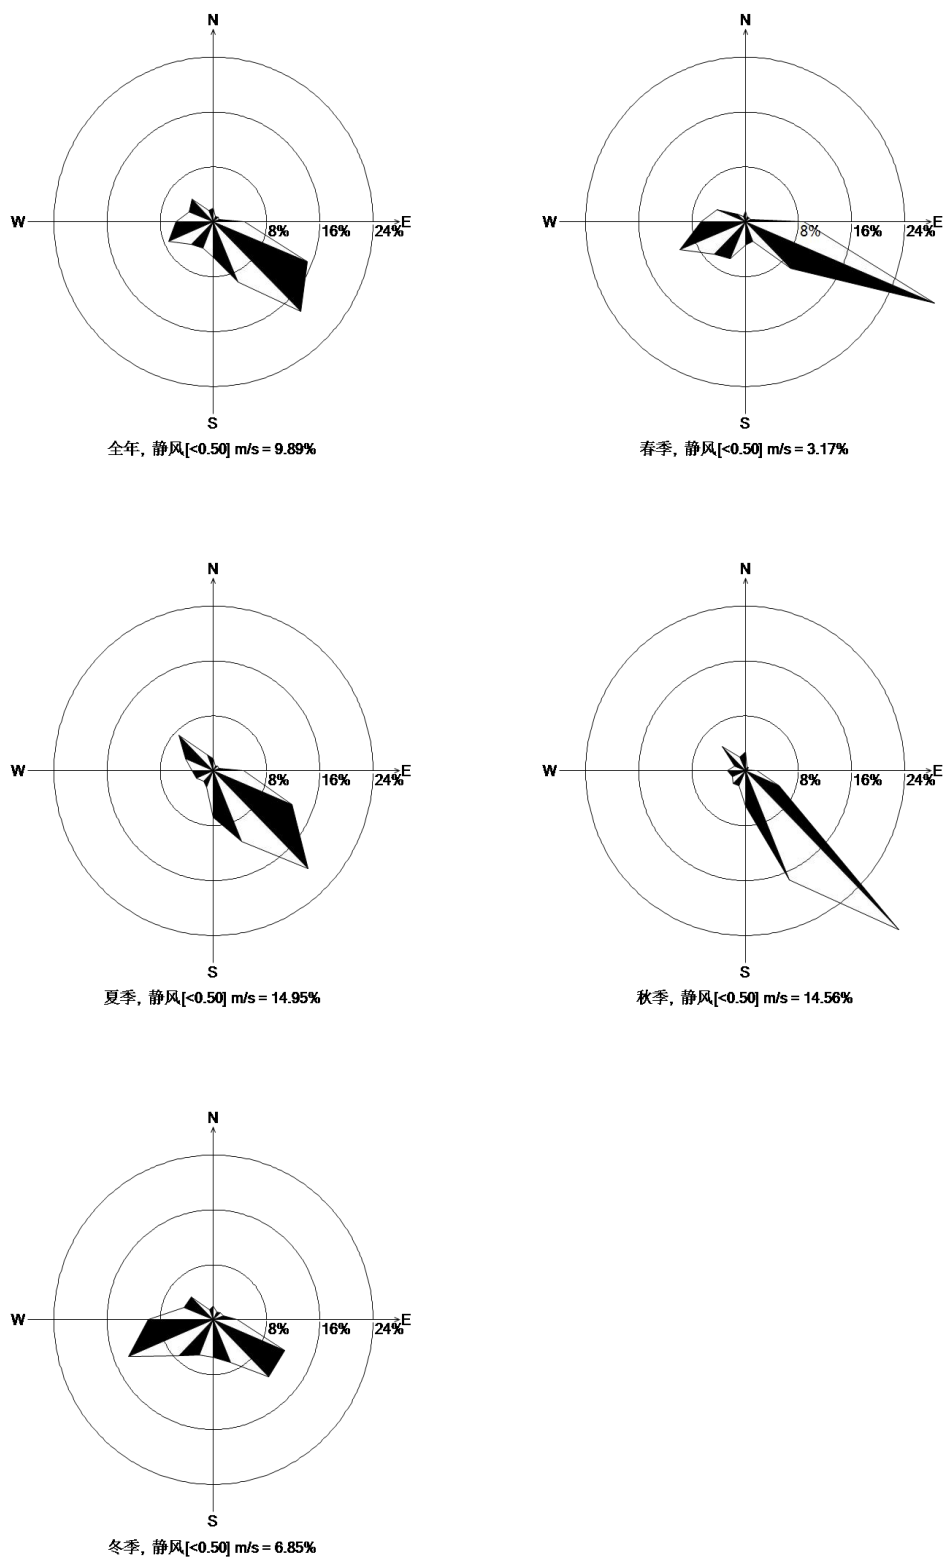 N
N
W
8%
16%
24%
E
W
8%
16%
24%
E
S
S
全年, 静风[<0.50] m/s = 9.89%
春季, 静风[<0.50] m/s = 3.17%
N
N
W
8%
16%
24%
E
W
8%
16%
24%
E
S
S
夏季, 静风[<0.50] m/s = 14.95%
秋季, 静风[<0.50] m/s = 14.56%
N
W
8%
16%
24%
E
S
冬季, 静风[<0.50] m/s = 6.85%